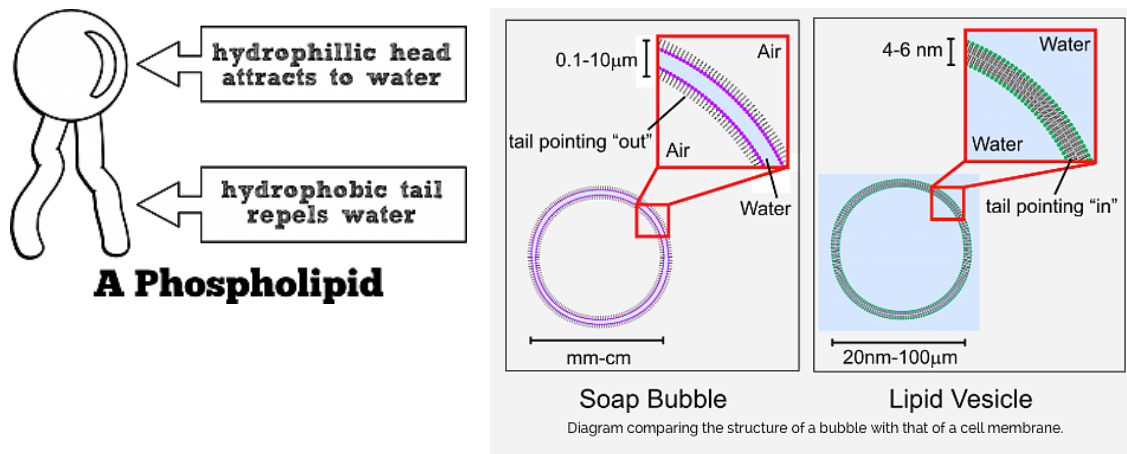 hydrophillic head
attracts to water
hydrophobic tail
repels water
A Phospholipid
0.1-10μm
Air
tail pointing “out”
Air
Water
mm-cm
Soap Bubble
4-6 nm
Water
Water
tail pointing “in”
20nm-100μm
Lipid Vesicle
Diagram comparing the structure of a bubble with that of a cell membrane.